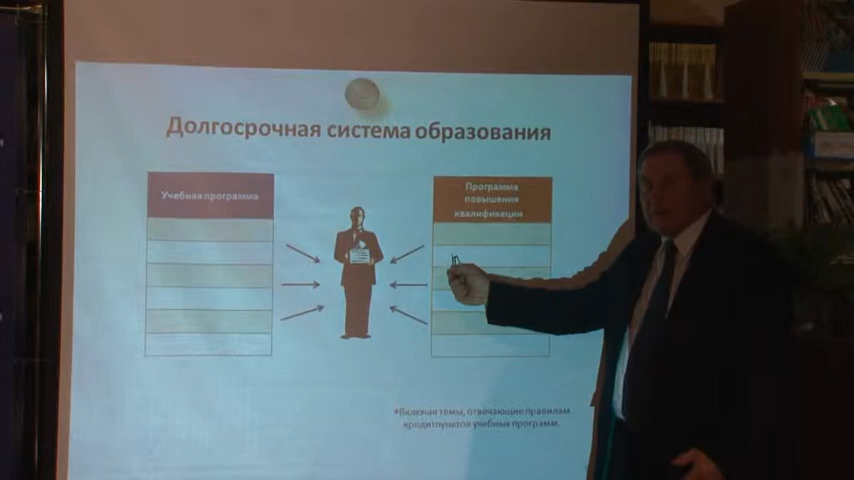 Долгосрочная система образования
Учебная программа
Программа
повышения
квалификации
*Включая темы, отвечающие правилам
кредитпунктов учебных программ.